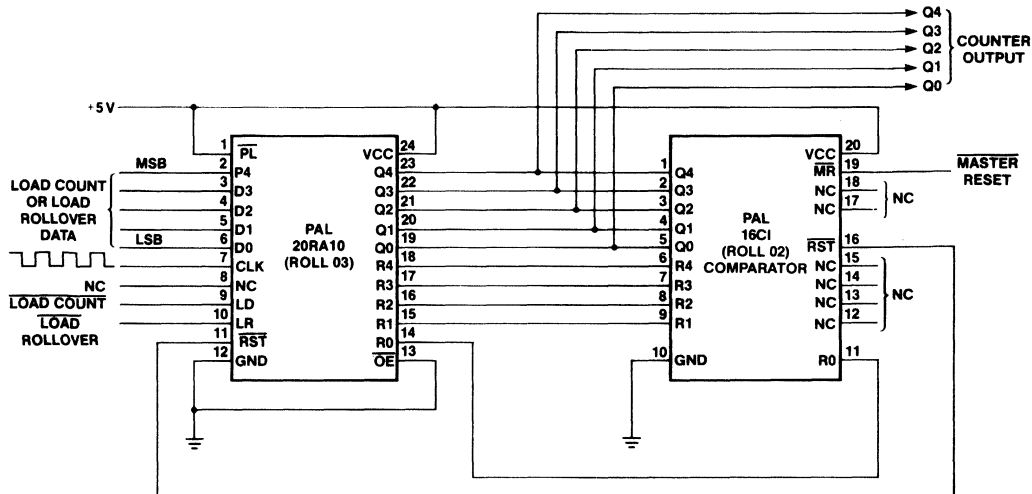 Q4
Q3
Q2
Q1
Q0
COUNTER
OUTPUT
+5V
MSB
LOAD COUNT
OR LOAD
ROLLOVER
DATA
LSB
NC
LOAD COUNT
LOAD
ROLLOVER
1 PL
2 P4
3 D3
4 D2
5 D1
6 D0
7 CLK
8 NC
9 LD
10 LR
11 RST
12 GND
PAL
20RA10
(ROLL 03)
VCC 24
Q4 23
Q3 22
Q2 21
Q1 20
Q0 19
R4 18
R3 17
R2 16
R1 15
R0 14
OE 13
1 Q4
2 Q3
3 Q2
4 Q1
5 Q0
6 R4
7 R3
8 R2
9 R1
10 GND
PAL
16CI
(ROLL 02)
COMPARATOR
VCC 20
MR 19
NC 18
NC 17
RST 16
NC 15
NC 14
NC 13
NC 12
R0 11
MASTER
RESET
NC
NC